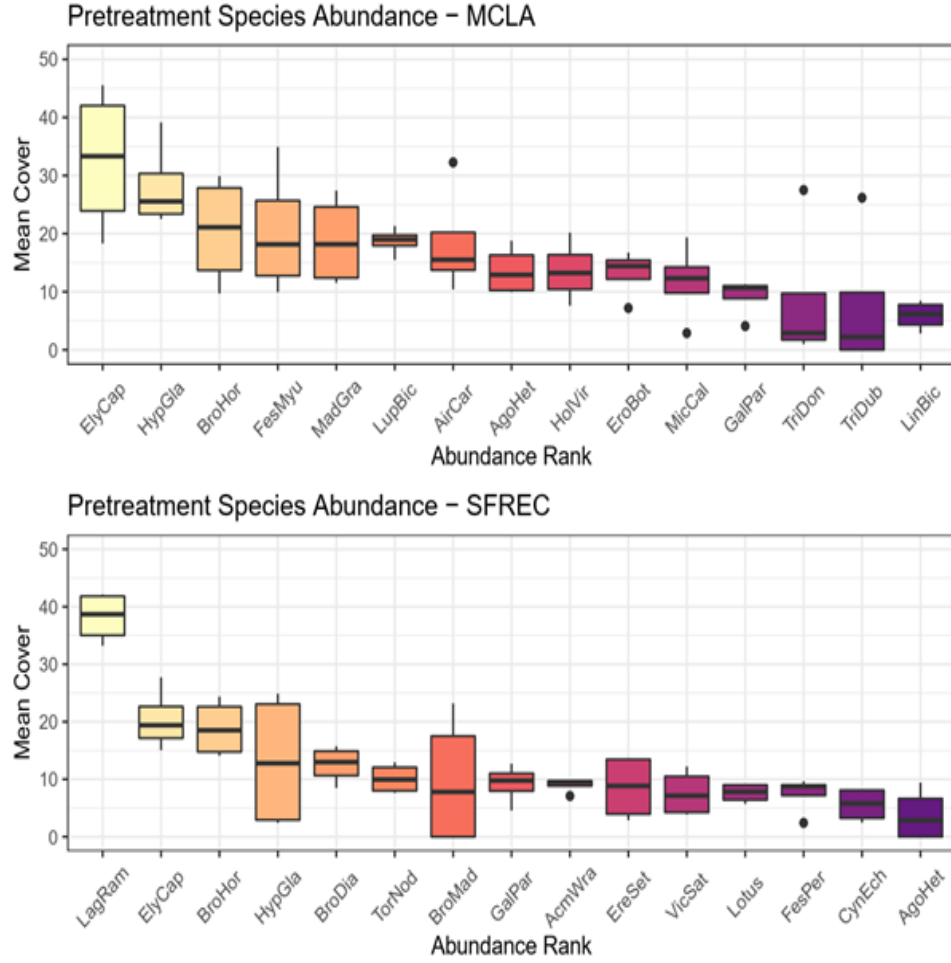 Pretreatment Species Abundance – MCLA
50
40
30
20
10
0
Mean Cover
ElyCap HypGla BroHor FesMyu MadGra LupBic AirCar AgoHet HolVir EroBot MicCal GalPar TriDon TriDub LinBic
Abundance Rank
Pretreatment Species Abundance – SFREC
50
40
30
20
10
0
Mean Cover
LagRam ElyCap BroHor HypGla BroDia TorNod BroMad GalPar AcmWra EreSet VicSat Lotus FesPer CynEch AgoHet
Abundance Rank